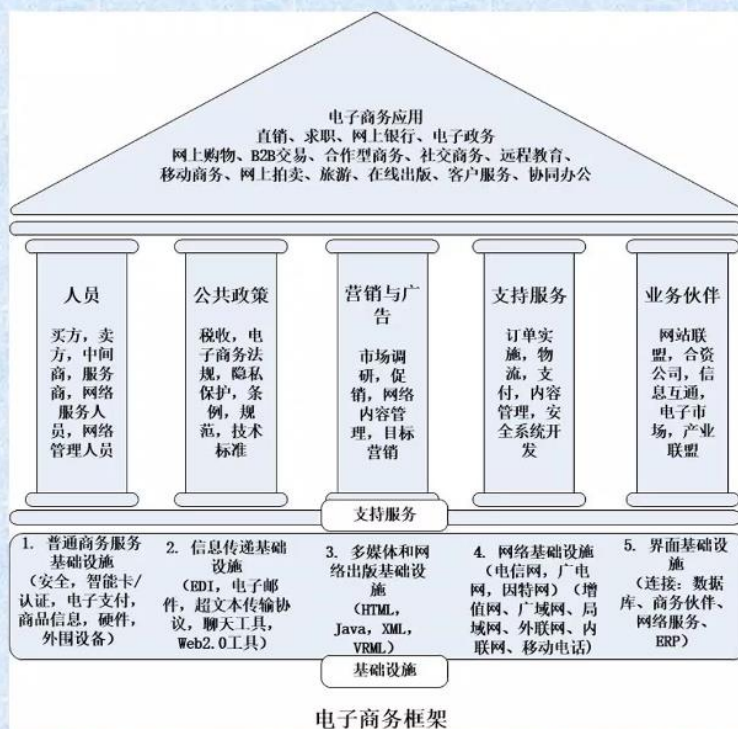 电子商务应用
直销、求职、网上银行、电子政务
网上购物、B2B交易、合作型商务、社交商务、远程教育、
移动商务、网上拍卖、旅游、在线出版、客户服务、协同办公
人员
买方，卖
方，中间
商，服务
商，网络
服务人
员，网络
管理人员
公共政策
税收，电
子商务法
规，隐私
保护，条
例，规
范，技术
标准
营销与广
告
市场调
研，促
销，网络
内容管
理，目标
营销
支持服务
订单实
施，物
流，支
付，内容
管理，安
全系统开
发
业务伙伴
网站联
盟，合资
公司，信
息互通，
电子市
场，产业
联盟
支持服务
1. 普通商务服务
基础设施
（安全，智能卡/
认证，电子支付，
商品信息，硬件，
外围设备）
2. 信息传递基础
设施
（EDI，电子邮
件，超文本传输协
议，聊天工具，
Web2.0工具）
3. 多媒体和网
络出版基础设
施
（HTML，
Java，XML，
VRML）
4. 网络基础设施
（电信网，广电
网，因特网）（增
值网、广域网、局
域网、外联网、内
联网、移动电话)
5. 界面基础设
施
（连接：数据
库、商务伙伴、
网络服务、
ERP）
基础设施
电子商务框架